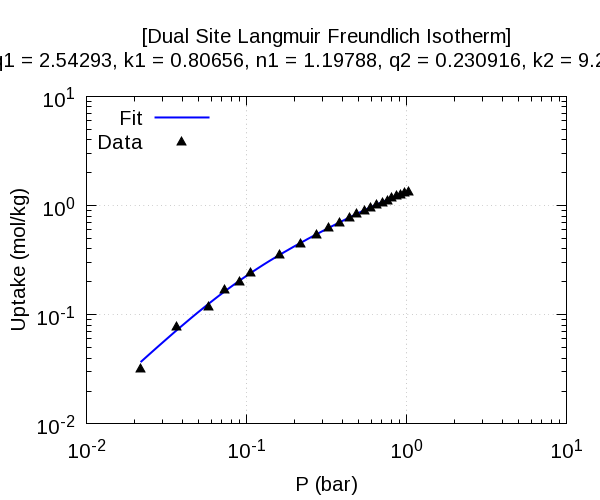 [Dual Site Langmuir Freundlich Isotherm]
q1 = 2.54293, k1 = 0.80656, n1 = 1.19788, q2 = 0.230916, k2 = 9.2
10^1
10^0
10^-1
10^-2
Uptake (mol/kg)
Fit
Data
10^-2 10^-1 10^0 10^1
P (bar)